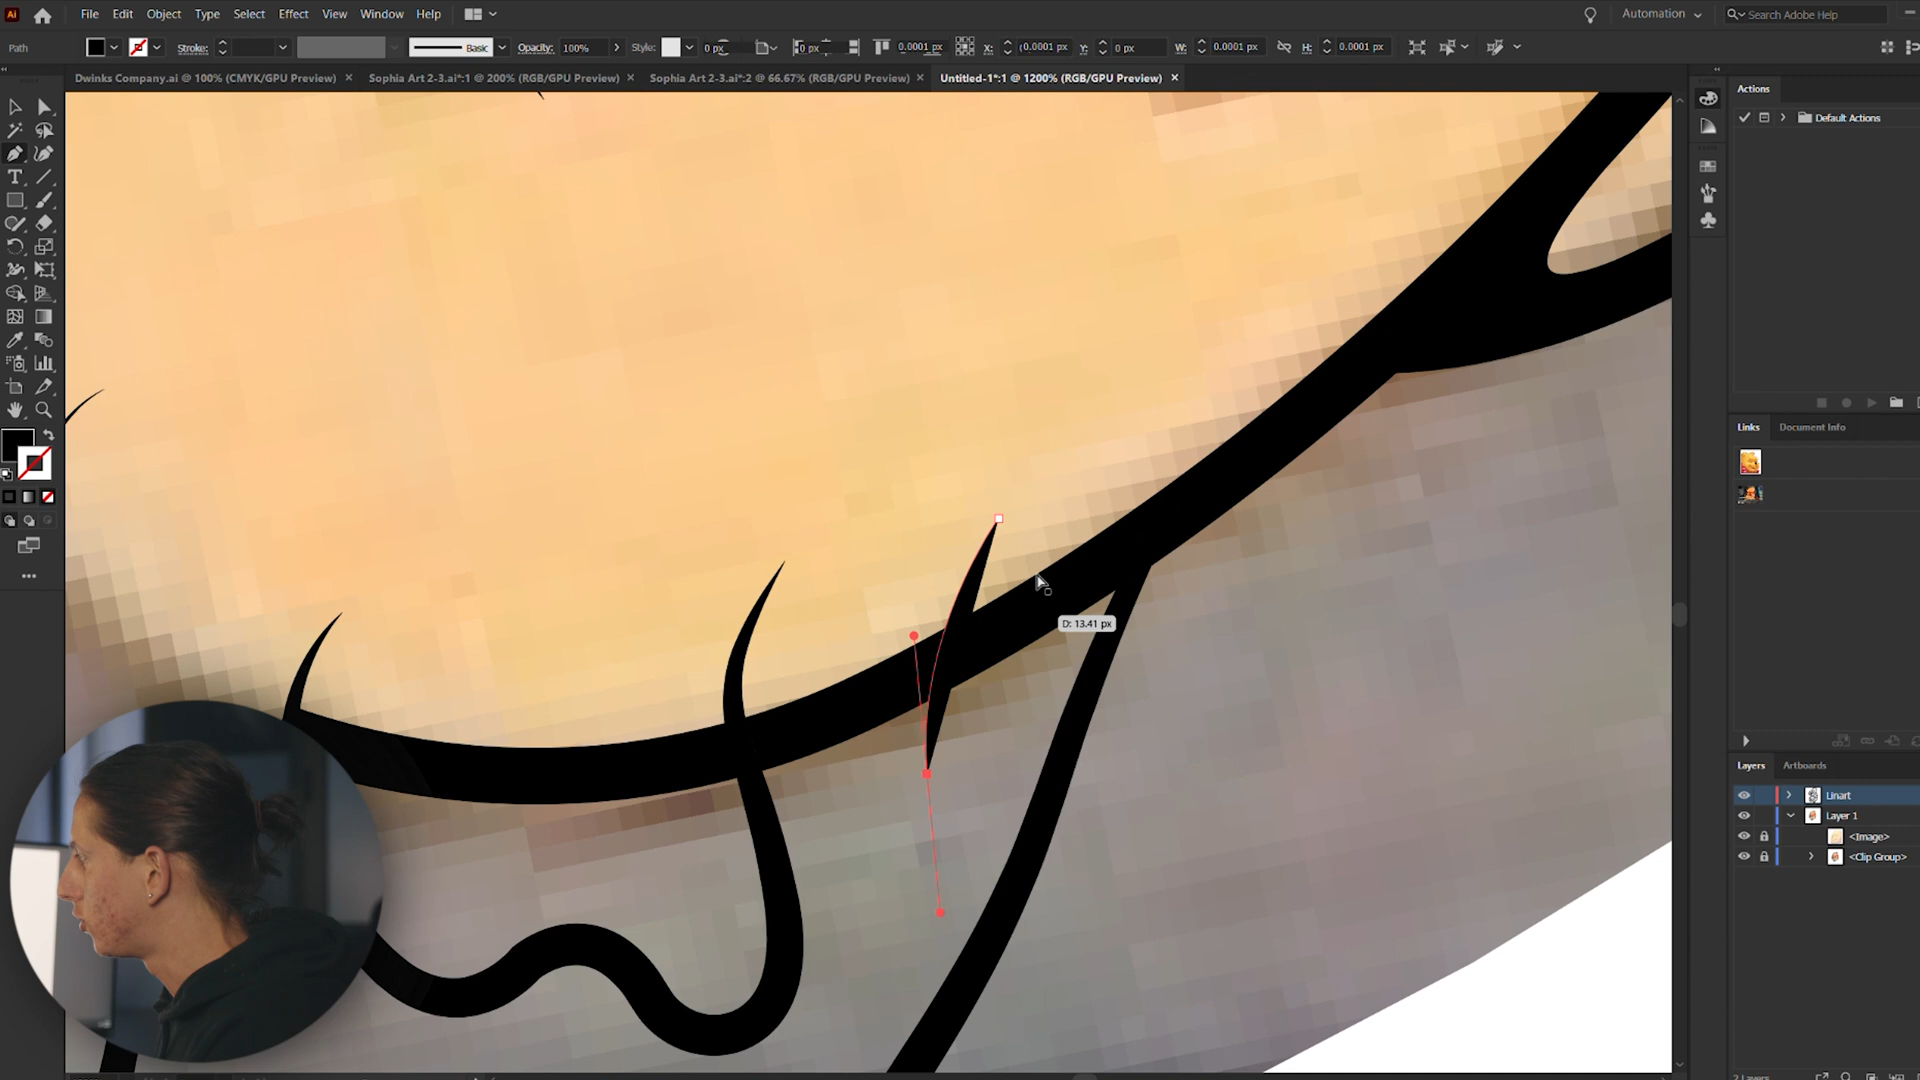 Ai File Edit Object Type Select Effect View Window Help Automation Search Adobe Help
Path Stroke: Basic Opacity: 100% Style: 0 px 0 px 0.0001 px X: (0.0001 px Y: 0 px W: 0.0001 px H: 0.0001 px
Dwinks Company.ai @ 100% (CMYK/GPU Preview) × Sophia Art 2-3.ai*:1 @ 200% (RGB/GPU Preview) × Sophia Art 2-3.ai*:2 @ 66.67% (RGB/GPU Preview) × Untitled-1*:1 @ 1200% (RGB/GPU Preview) ×
Actions
Default Actions
Links Document Info
D: 13.41 px
Layers Artboards
Linart
Layer 1
<Image>
<Clip Group>